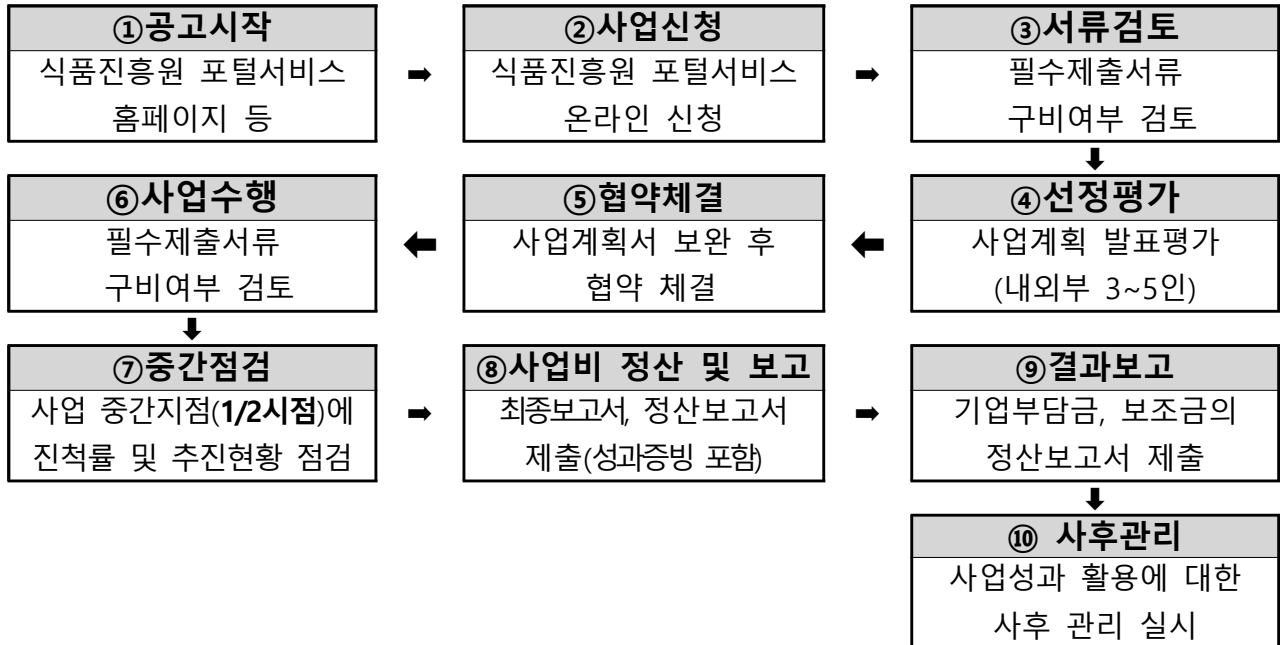 ①공고시작
식품진흥원 포털서비스
홈페이지 등
➡
②사업신청
식품진흥원 포털서비스
온라인 신청
➡
③서류검토
필수제출서류
구비여부 검토
⬇
④선정평가
사업계획 발표평가
(내외부 3~5인)
⬅
⑤협약체결
사업계획서 보완 후
협약 체결
⬅
⑥사업수행
필수제출서류
구비여부 검토
⬇
⑦중간점검
사업 중간지점(1/2시점)에
진척률 및 추진현황 점검
➡
⑧사업비 정산 및 보고
최종보고서, 정산보고서
제출(성과증빙 포함)
➡
⑨결과보고
기업부담금, 보조금의
정산보고서 제출
⬇
⑩ 사후관리
사업성과 활용에 대한
사후 관리 실시